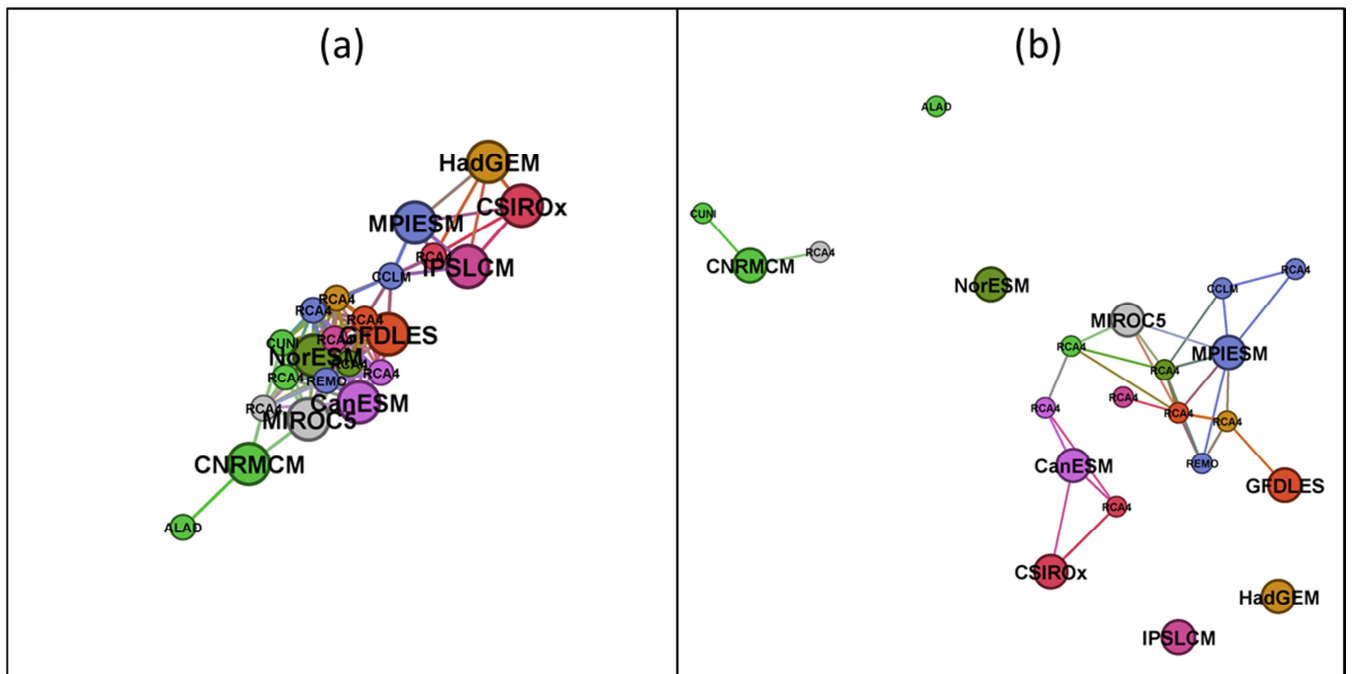 (a)
HadGEM
CSIROx
MPIESM
RCA4
IPSLCM
CCLM
RCA4
RCA4
RCA4
GFDLES
CUNI
RCA4
NorESM
RCA4
RCA4
RCA4
REMO
RCA4
CanESM
MIROC5
CNRMCM
ALAD
(b)
ALAD
CUNI
RCA4
CNRMCM
NorESM
RCA4
CCLM
MIROC5
RCA4
MPIESM
RCA4
RCA4
RCA4
RCA4
RCA4
CanESM
REMO
GFDLES
RCA4
CSIROx
HadGEM
IPSLCM